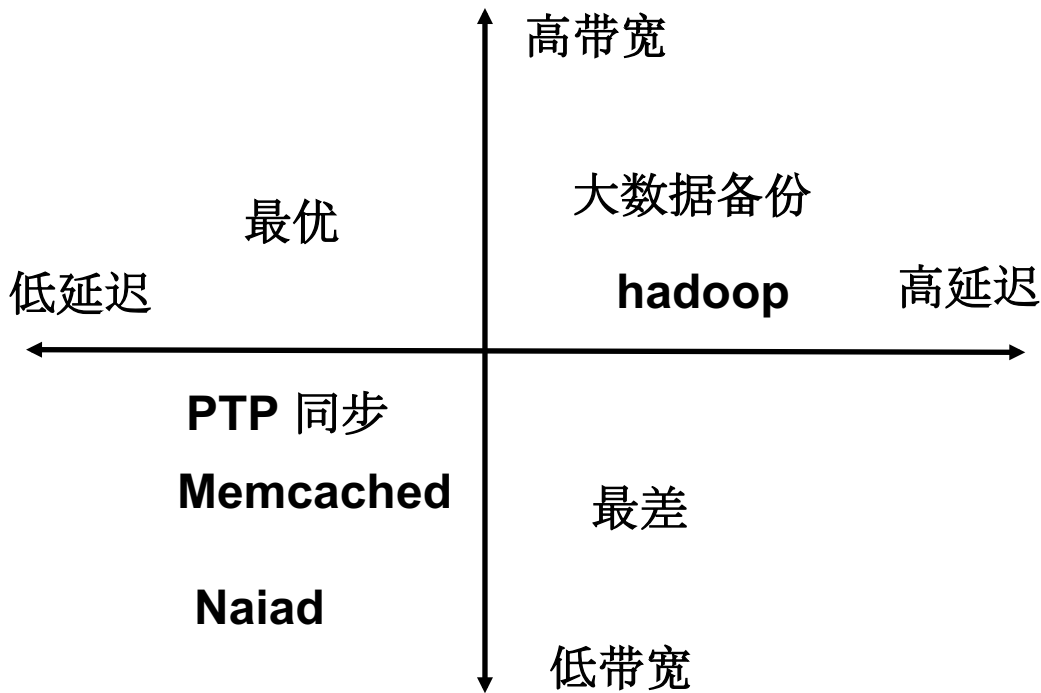 高带宽
大数据备份
最优
低延迟
hadoop
高延迟
PTP 同步
Memcached
最差
Naiad
低带宽